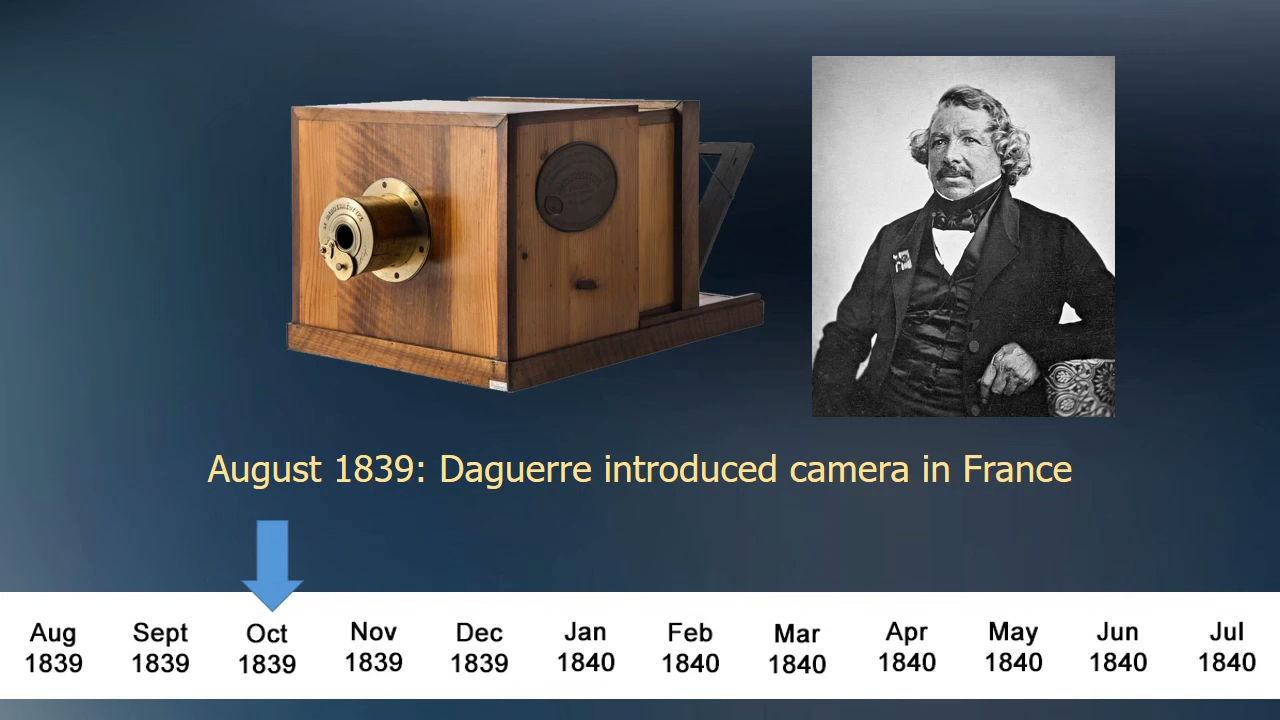 August 1839: Daguerre introduced camera in France
Aug Sept Oct Nov Dec Jan Feb Mar Apr May Jun Jul
1839 1839 1839 1839 1839 1840 1840 1840 1840 1840 1840 1840